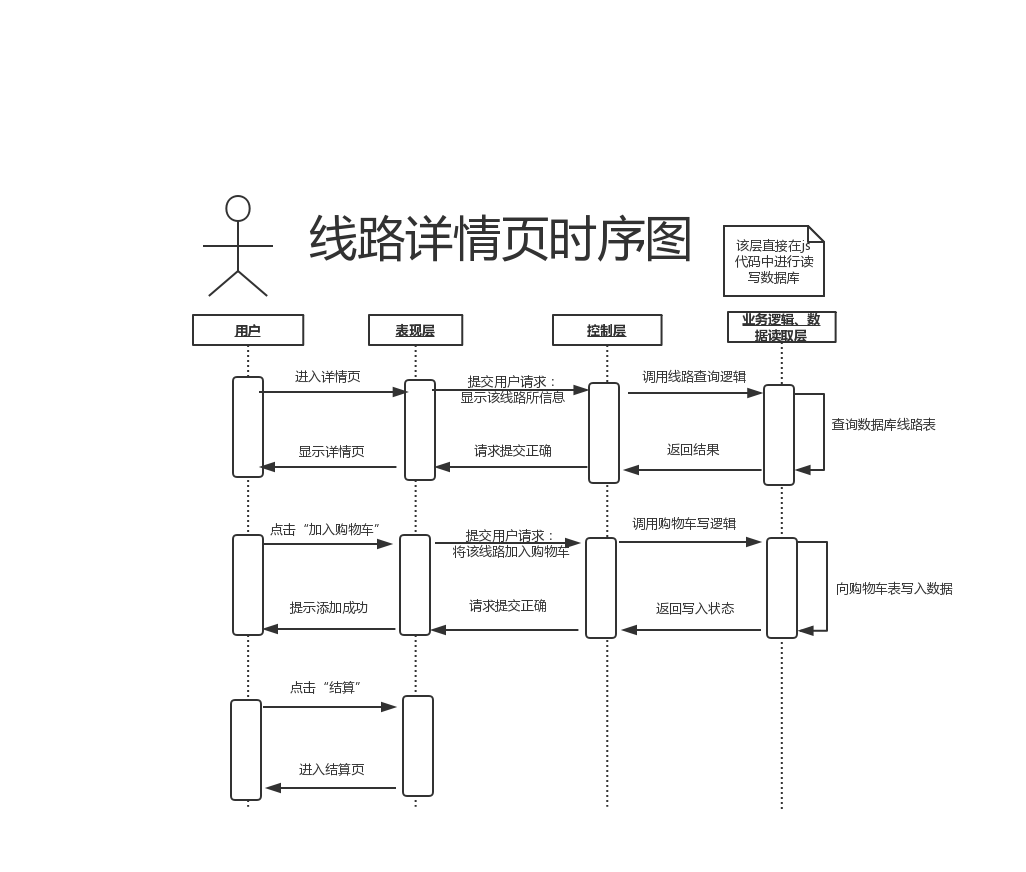 线路详情页时序图
该层直接在js
代码中进行读
写数据库
用户
表现层
控制层
业务逻辑、数
据读取层
进入详情页
提交用户请求：
显示该线路所信息
调用线路查询逻辑
查询数据库线路表
显示详情页
请求提交正确
返回结果
点击“加入购物车”
提交用户请求：
将该线路加入购物车
调用购物车写逻辑
向购物车表写入数据
提示添加成功
请求提交正确
返回写入状态
点击“结算”
进入结算页